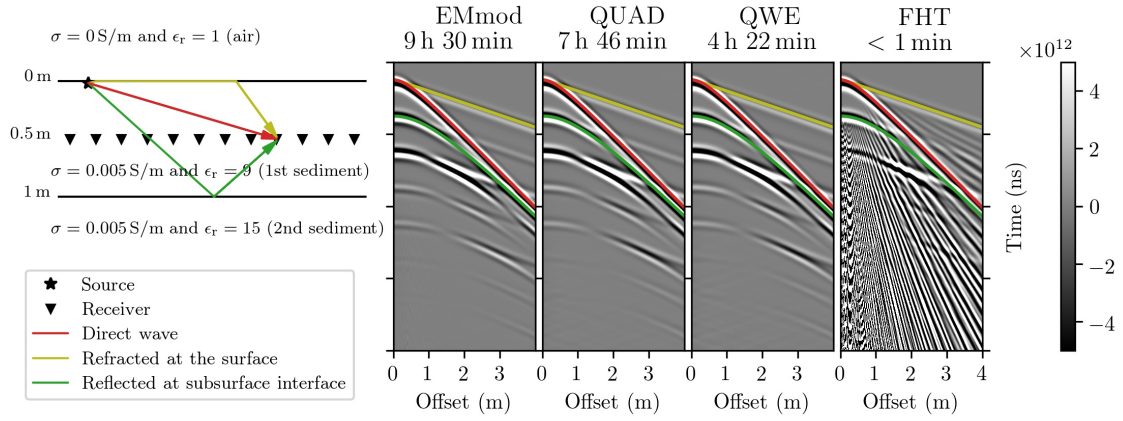 σ = 0 S/m and ϵr = 1 (air)
0 m
0.5 m
σ = 0.005 S/m and ϵr = 9 (1st sediment)
1 m
σ = 0.005 S/m and ϵr = 15 (2nd sediment)
Source
Receiver
Direct wave
Refracted at the surface
Reflected at subsurface interface
EMmod
9 h 30 min
QUAD
7 h 46 min
QWE
4 h 22 min
FHT
< 1 min
0 1 2 3
Offset (m)
0 1 2 3
Offset (m)
0 1 2 3
Offset (m)
0 1 2 3 4
Offset (m)
Time (ns)
×10¹²
4
2
0
−2
−4